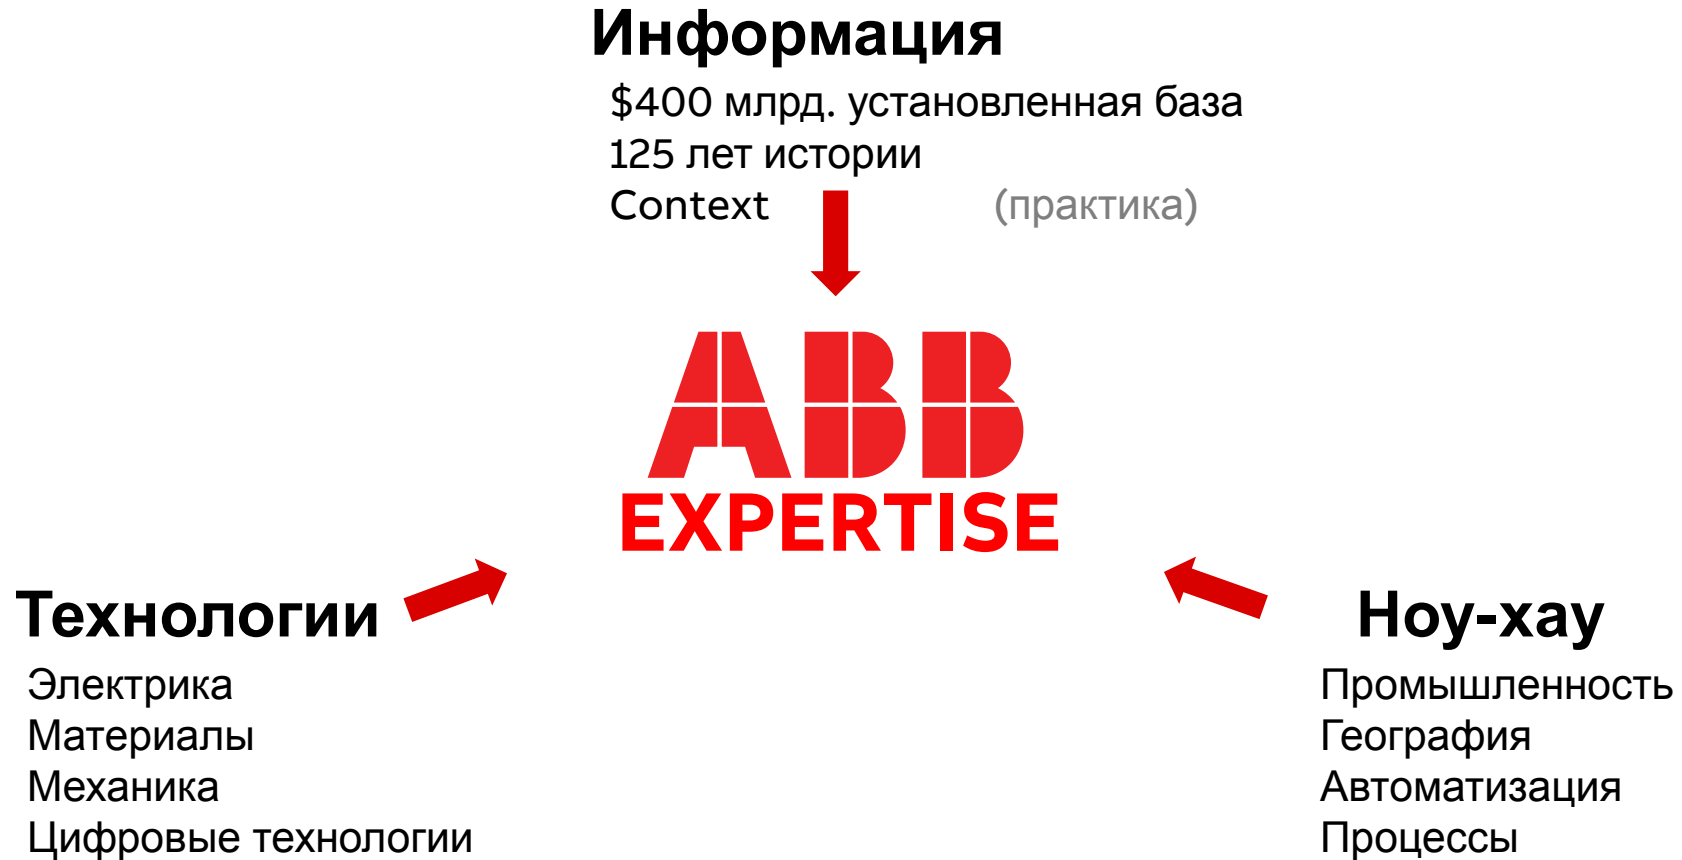 Информация
$400 млрд. установленная база
125 лет истории
Context (практика)
ABB
EXPERTISE
Технологии
Электрика
Материалы
Механика
Цифровые технологии
Ноу-хау
Промышленность
География
Автоматизация
Процессы